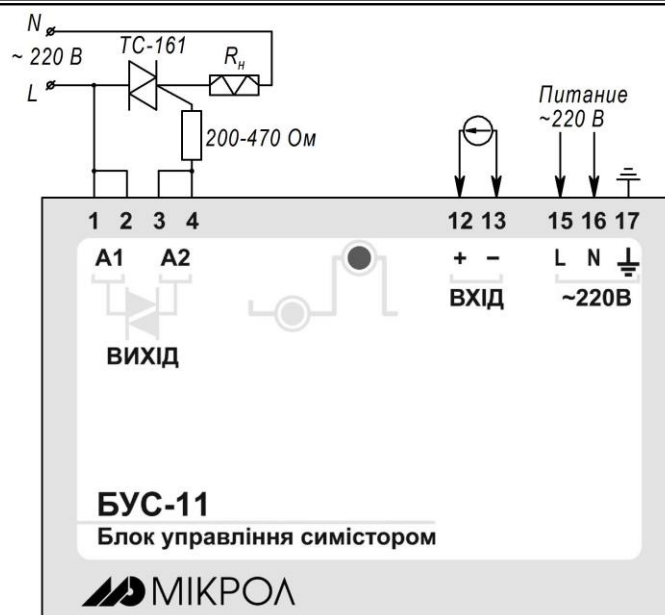 N
~ 220 В
L
ТС-161
Rн
200-470 Ом
Питание
~220 В
1 2 3 4
12 13
15 16 17
A1 A2
+ −
L N
ВИХІД
ВХІД
~220В
БУС-11
Блок управління симістором
МІКРОЛ